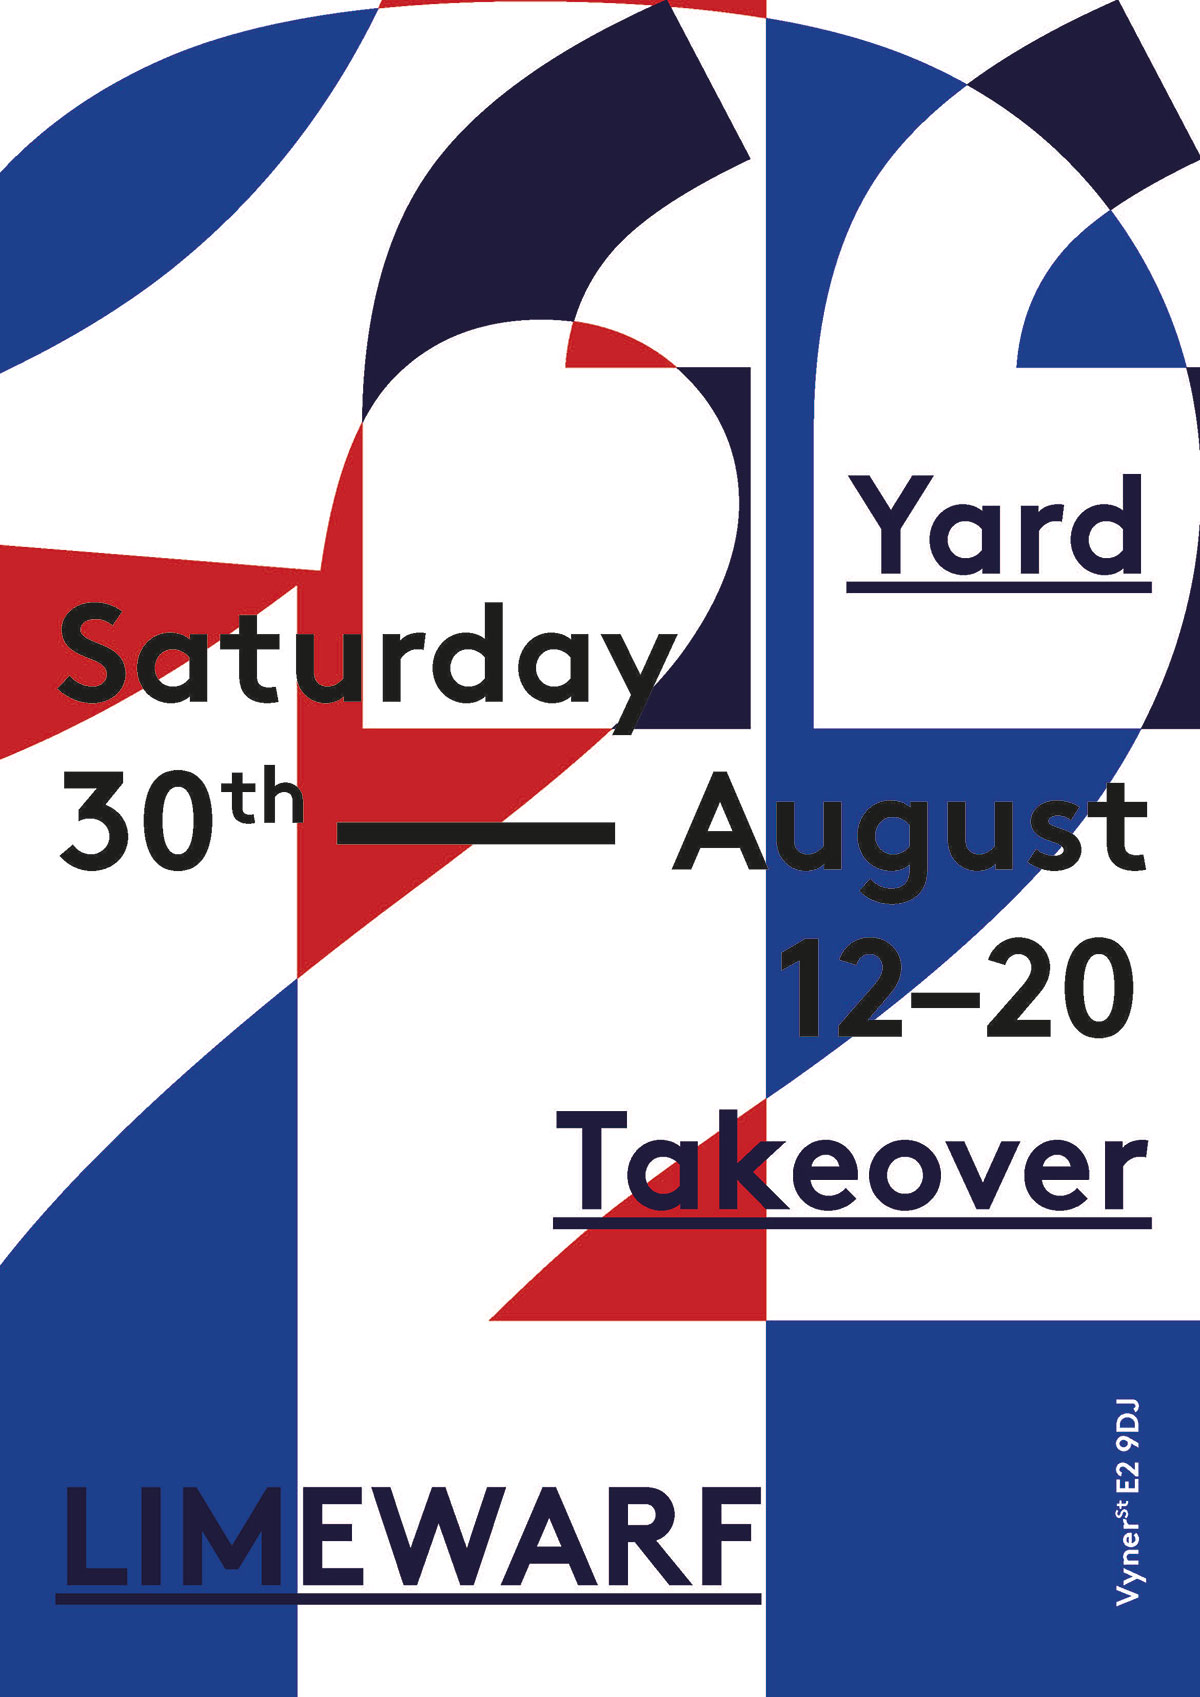 Yard
Saturday
30th — August
12–20
Takeover
LIMEWARF
Vyner St E2 9DJ